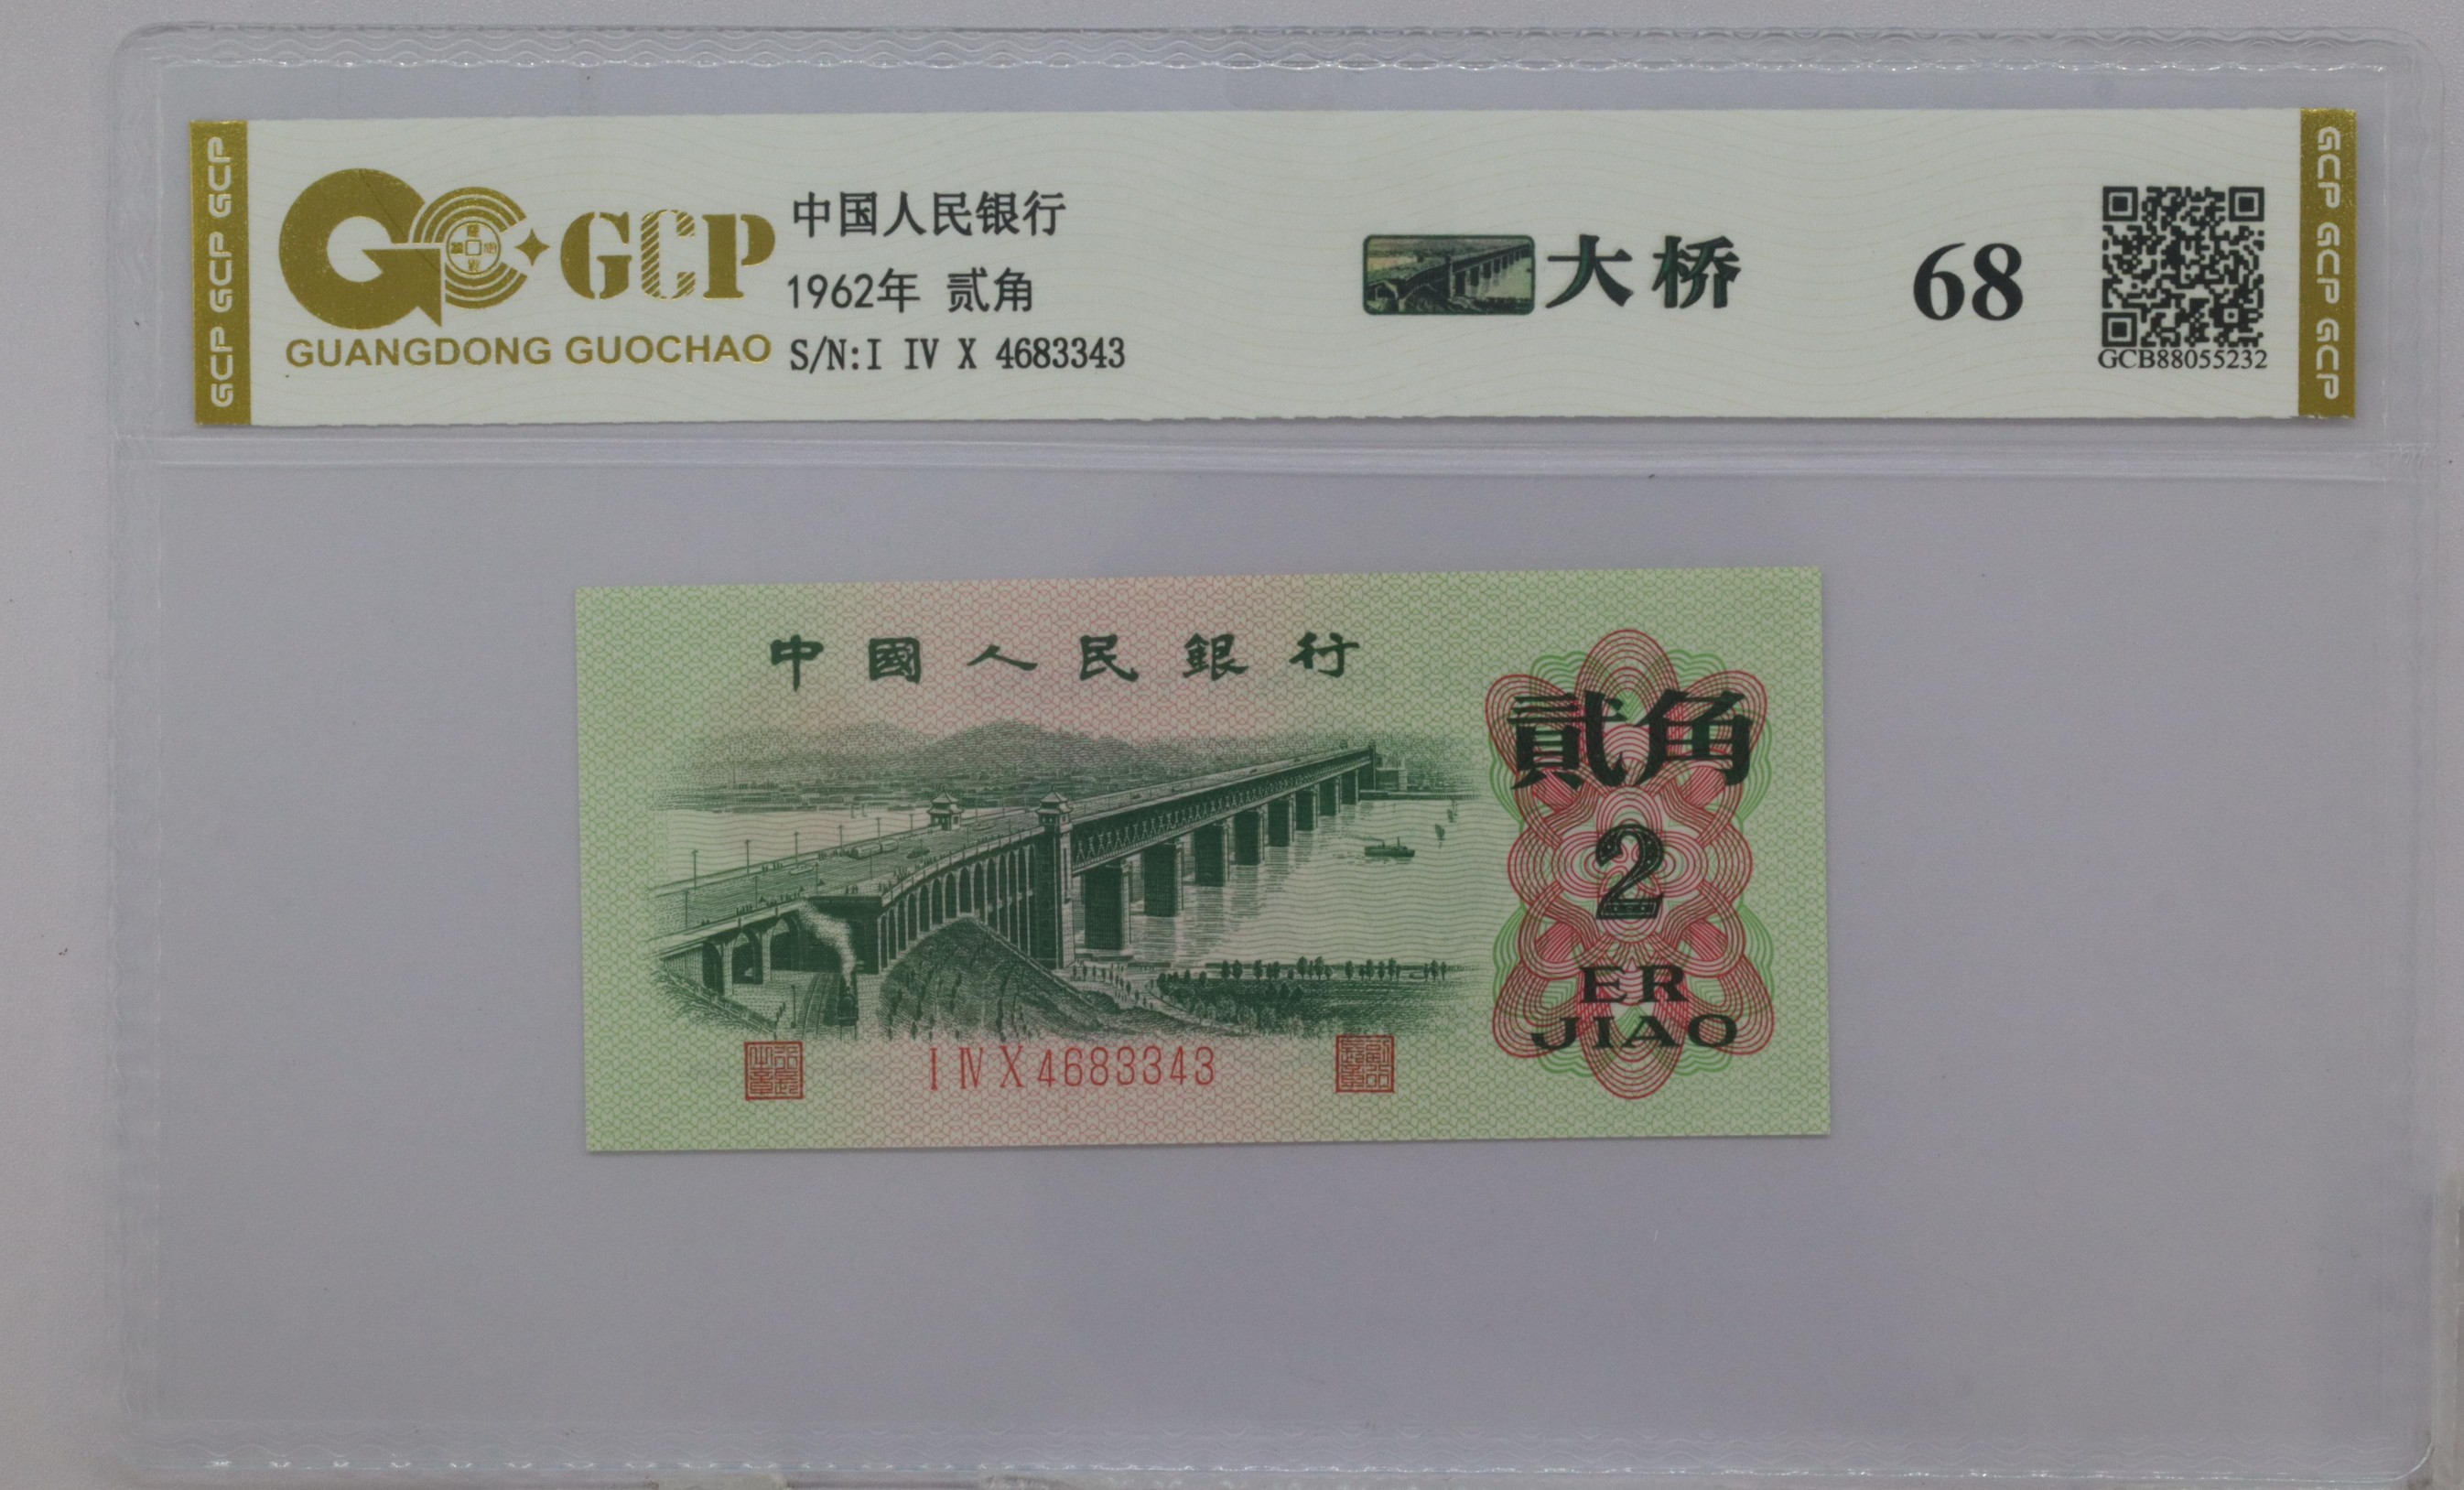 GCP GCP GCP
GCP
GUANGDONG GUOCHAO
中国人民银行
1962年 贰角
S/N:I IV X 4683343
大桥
68
GCB88055232
GCP GCP GCP
中國人民銀行
貳角
2
ER
JIAO
I IV X 4683343